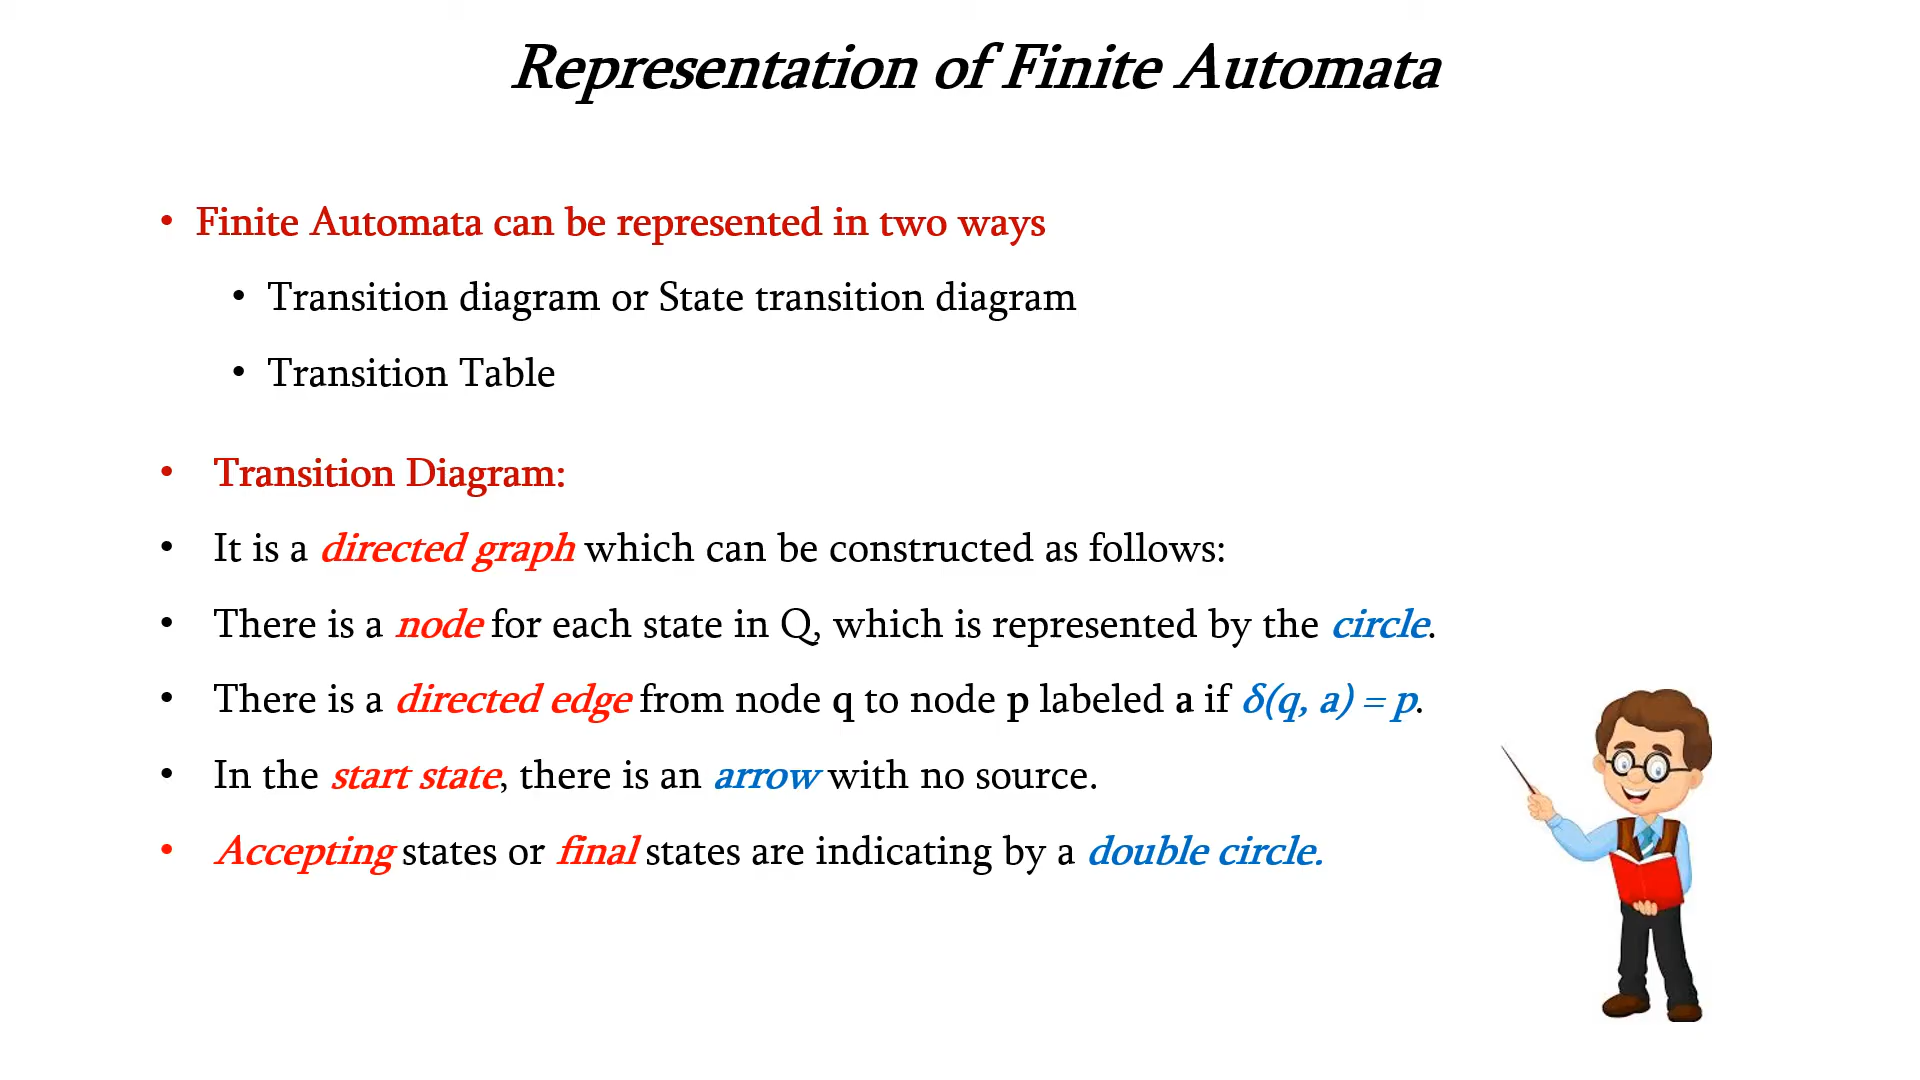 Representation of Finite Automata
• Finite Automata can be represented in two ways
• Transition diagram or State transition diagram
• Transition Table
• Transition Diagram:
• It is a directed graph which can be constructed as follows:
• There is a node for each state in Q, which is represented by the circle.
• There is a directed edge from node q to node p labeled a if δ(q, a) = p.
• In the start state, there is an arrow with no source.
• Accepting states or final states are indicating by a double circle.